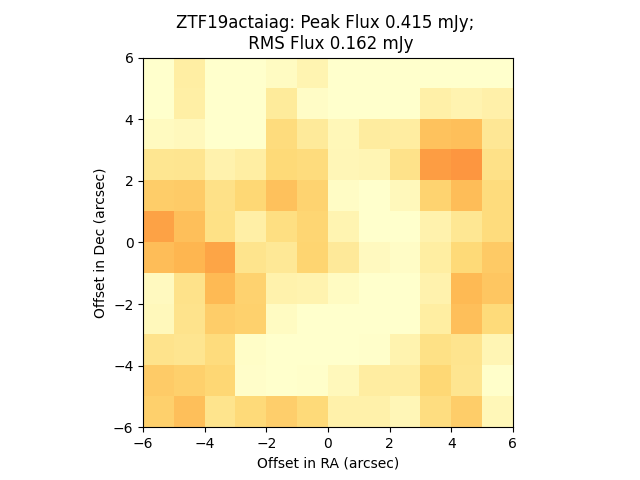 ZTF19actaiag: Peak Flux 0.415 mJy;
RMS Flux 0.162 mJy
6
4
2
0
−2
−4
−6
Offset in Dec (arcsec)
−6 −4 −2 0 2 4 6
Offset in RA (arcsec)